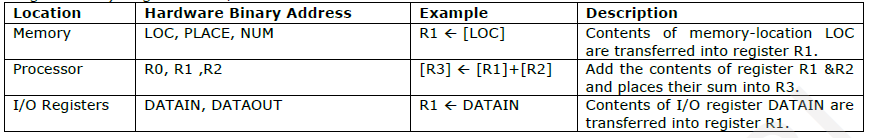 Location Hardware Binary Address Example Description
Memory LOC, PLACE, NUM R1 ← [LOC] Contents of memory-location LOC
are transferred into register R1.
Processor R0, R1 ,R2 [R3] ← [R1]+[R2] Add the contents of register R1 &R2
and places their sum into R3.
I/O Registers DATAIN, DATAOUT R1 ← DATAIN Contents of I/O register DATAIN are
transferred into register R1.